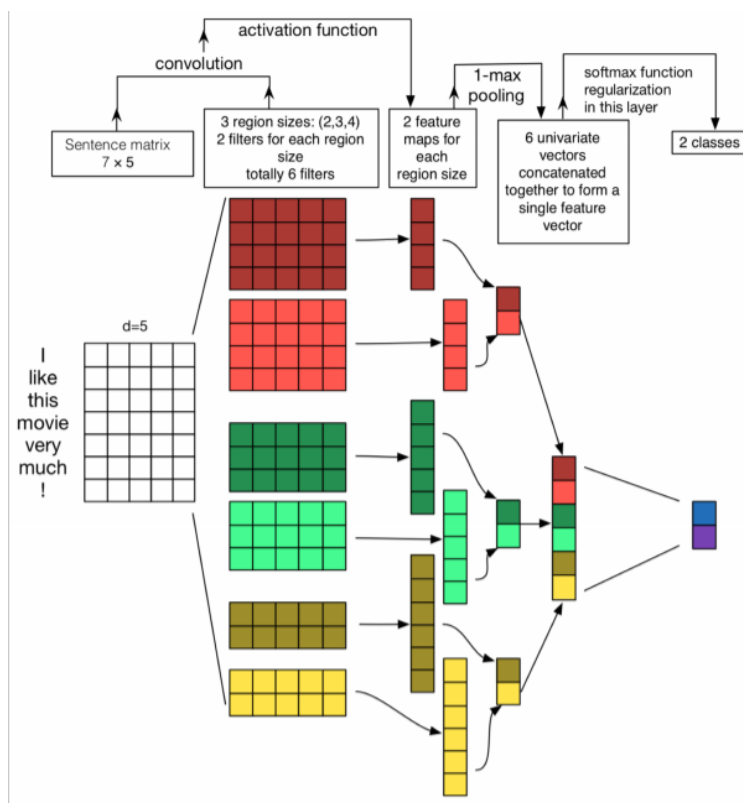 activation function
convolution
1-max
pooling
softmax function
regularization
in this layer
Sentence matrix
7 × 5
3 region sizes: (2,3,4)
2 filters for each region
size
totally 6 filters
2 feature
maps for
each
region size
6 univariate
vectors
concatenated
together to form a
single feature
vector
2 classes
d=5
I
like
this
movie
very
much
!